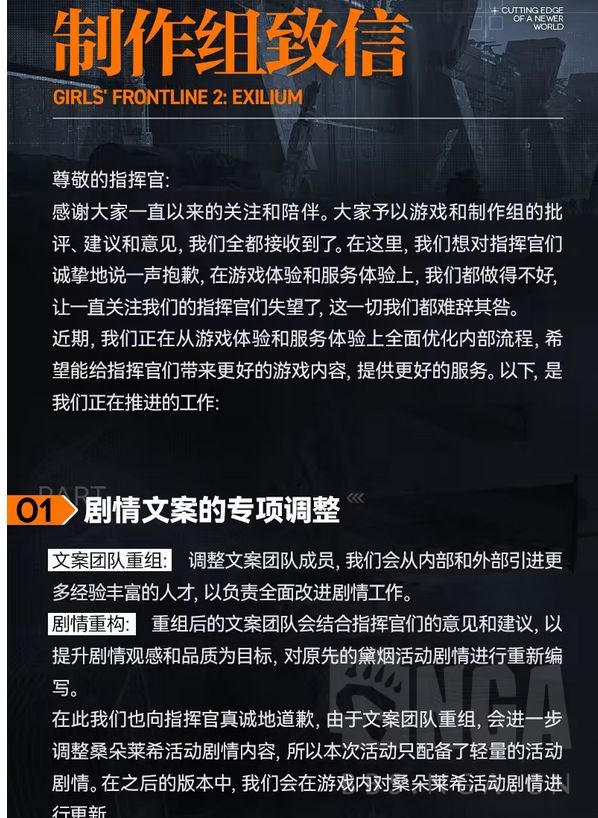 CUTTING EDGE
OF A NEWER
WORLD
制作组致信
GIRLS' FRONTLINE 2: EXILIUM
尊敬的指挥官:
感谢大家一直以来的关注和陪伴。大家予以游戏和制作组的批
评、建议和意见, 我们全都接收到了。在这里, 我们想对指挥官们
诚挚地说一声抱歉, 在游戏体验和服务体验上, 我们都做得不好,
让一直关注我们的指挥官们失望了, 这一切我们都难辞其咎。
近期, 我们正在从游戏体验和服务体验上全面优化内部流程, 希
望能给指挥官们带来更好的游戏内容, 提供更好的服务。以下, 是
我们正在推进的工作:
PART
01 剧情文案的专项调整
文案团队重组: 调整文案团队成员, 我们会从内部和外部引进更
多经验丰富的人才, 以负责全面改进剧情工作。
剧情重构: 重组后的文案团队会结合指挥官们的意见和建议, 以
提升剧情观感和品质为目标, 对原先的黛烟活动剧情进行重新编
写。
在此我们也向指挥官真诚地道歉, 由于文案团队重组, 会进一步
调整桑朵莱希活动剧情内容, 所以本次活动只配备了轻量的活动
剧情。在之后的版本中, 我们会在游戏内对桑朵莱希活动剧情进
行更新
NGA
BBS.NGA.CN